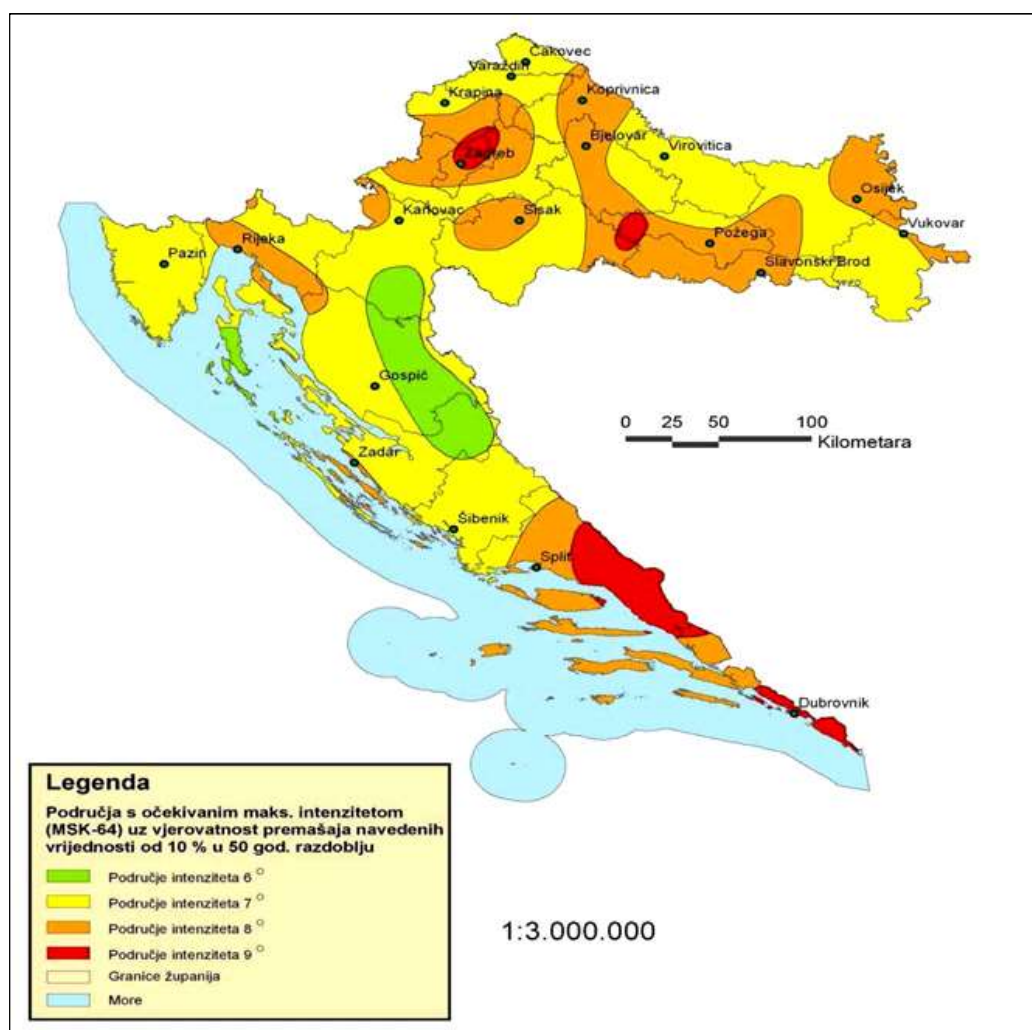 Čakovec
Varaždin
Krapina
Koprivnica
Bjelovar
Virovitica
Zagreb
Osijek
Karlovac
Sisak
Vukovar
Požega
Rijeka
Pazin
Slavonski Brod
Gospić
0 25 50 100
Kilometara
Zadar
Šibenik
Split
Dubrovnik
Legenda
Područja s očekivanim maks. intenzitetom
(MSK-64) uz vjerovatnost premašaja navedenih
vrijednosti od 10 % u 50 god. razdoblju
Područje intenziteta 6 °
Područje intenziteta 7 °
Područje intenziteta 8 °
Područje intenziteta 9 °
Granice županija
More
1:3.000.000